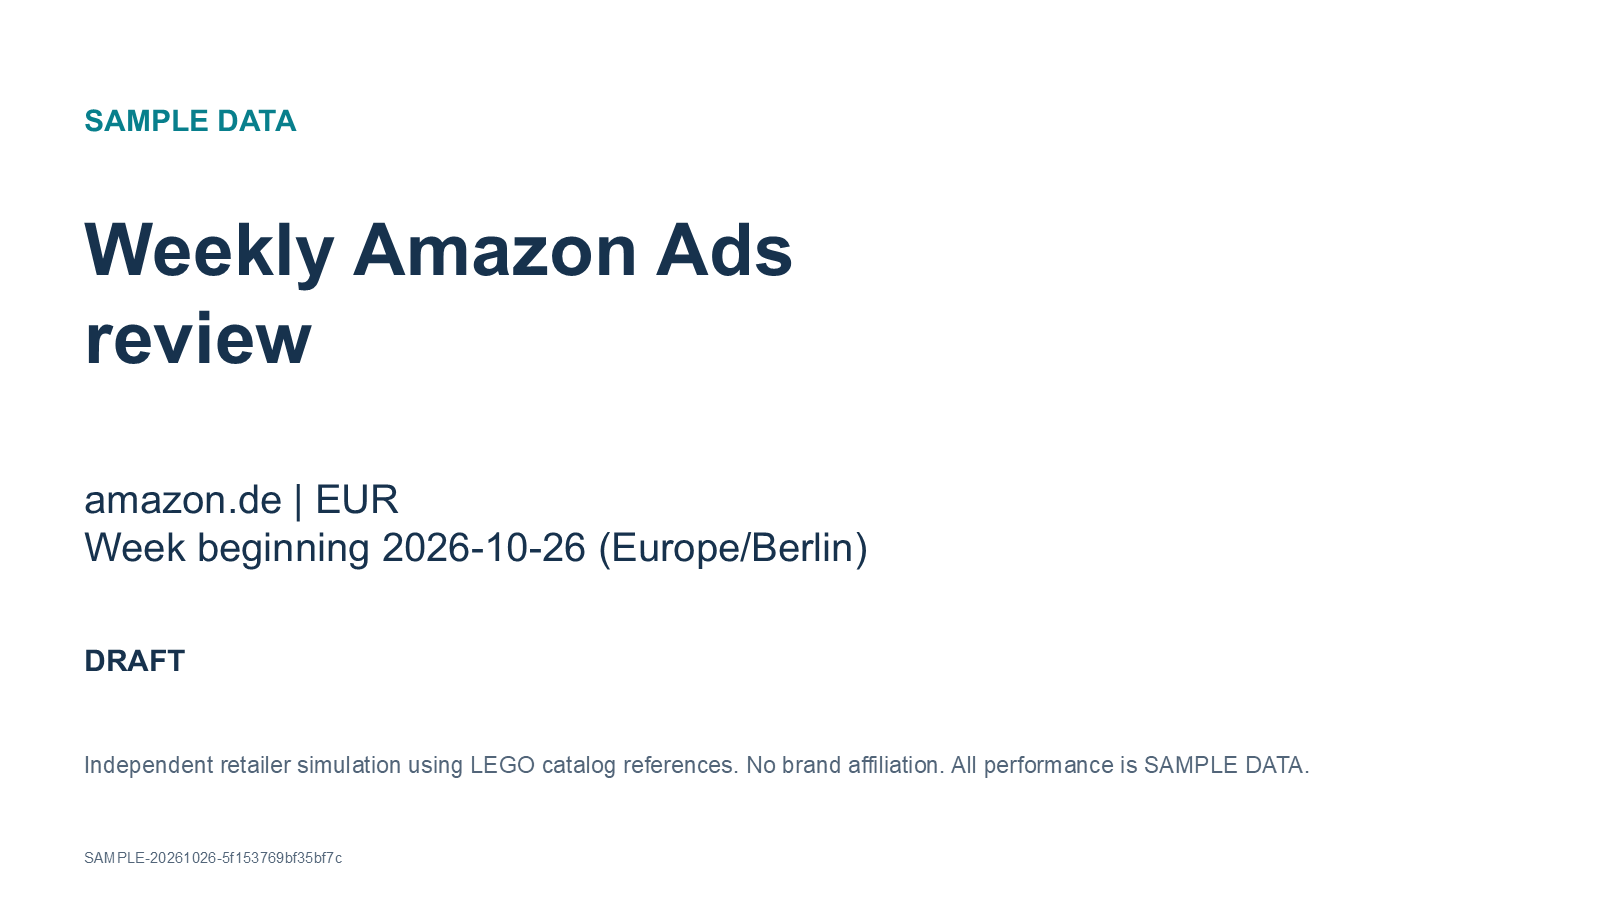 SAMPLE DATA
Weekly Amazon Ads
review
amazon.de | EUR
Week beginning 2026-10-26 (Europe/Berlin)
DRAFT
Independent retailer simulation using LEGO catalog references. No brand affiliation. All performance is SAMPLE DATA.
SAMPLE-20261026-5f153769bf35bf7c